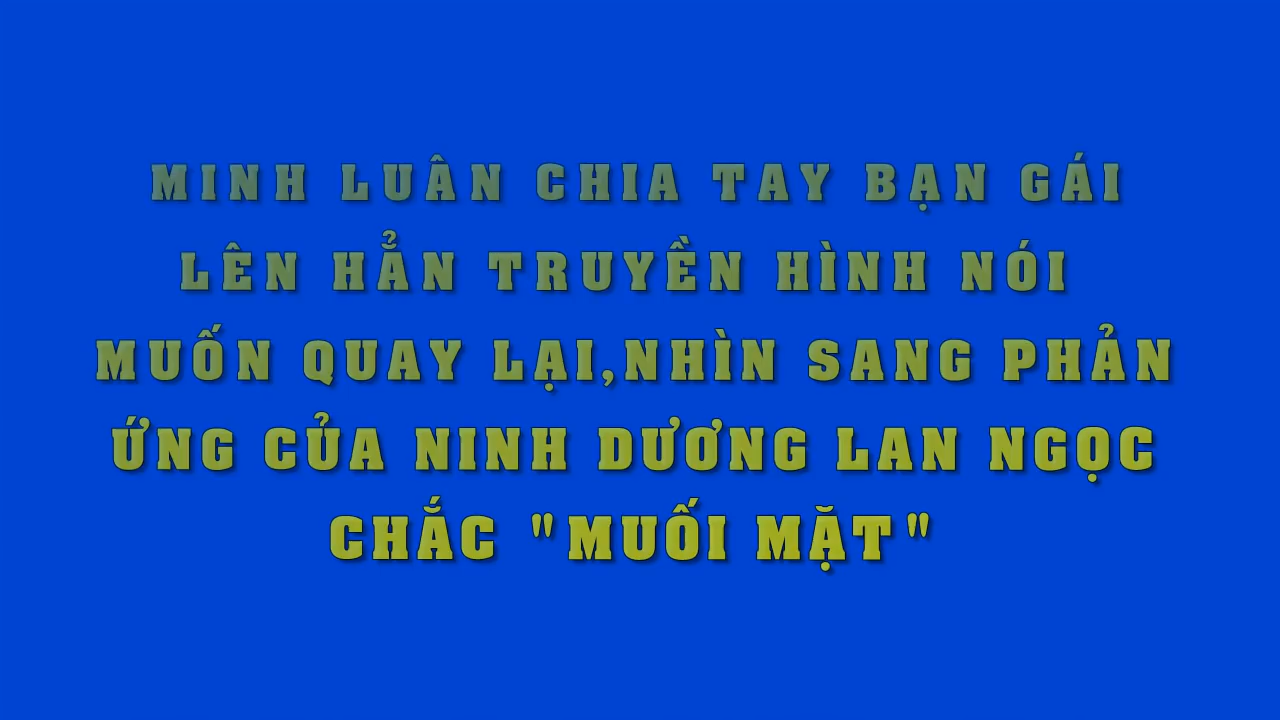 MINH LUÂN CHIA TAY BẠN GÁI
LÊN HẲN TRUYỀN HÌNH NÓI
MUỐN QUAY LẠI,NHÌN SANG PHẢN
ỨNG CỦA NINH DƯƠNG LAN NGỌC
CHẮC "MUỐI MẶT"